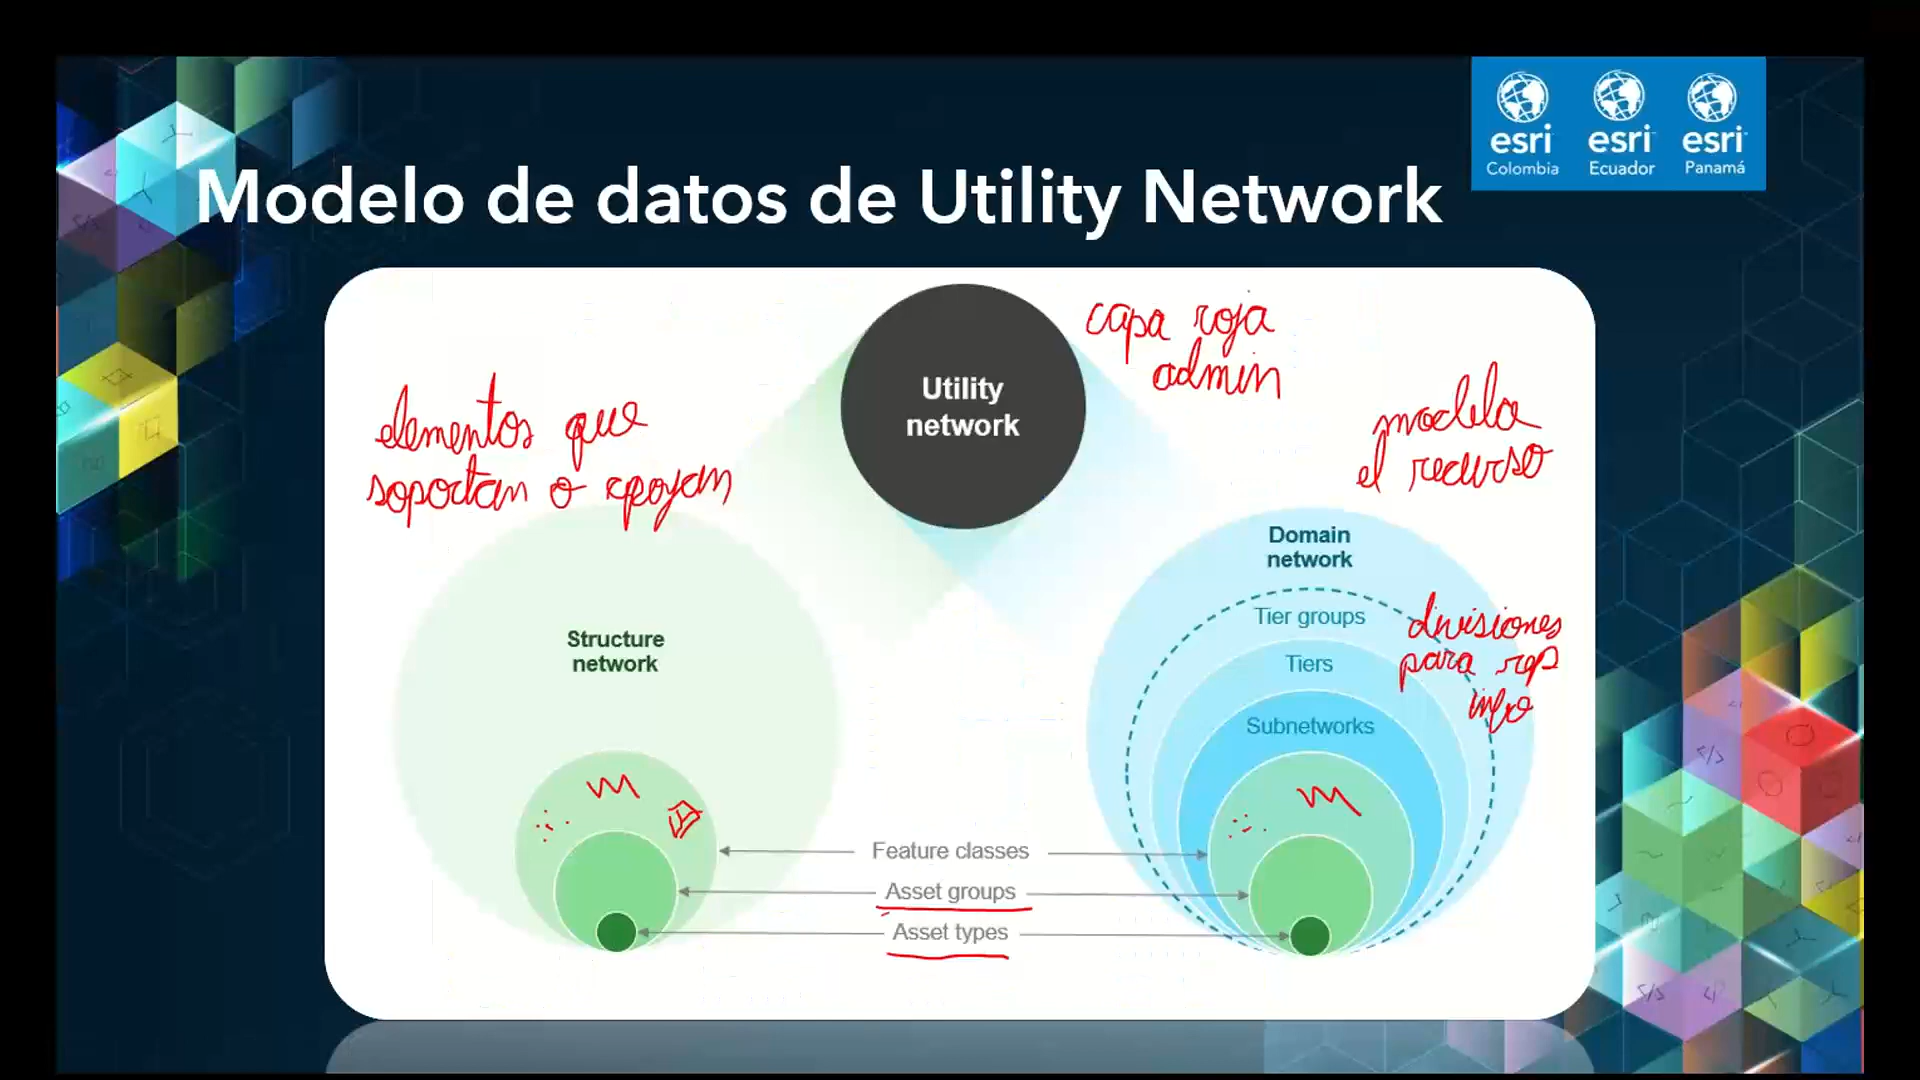 esri
Colombia
esri
Ecuador
esri
Panamá
Modelo de datos de Utility Network
Utility
network
capa roja
admin
elementos que
soportan o apoyan
modela
el recurso
Structure
network
Domain
network
Tier groups
Tiers
Subnetworks
divisiones
para rep
info
Feature classes
Asset groups
Asset types